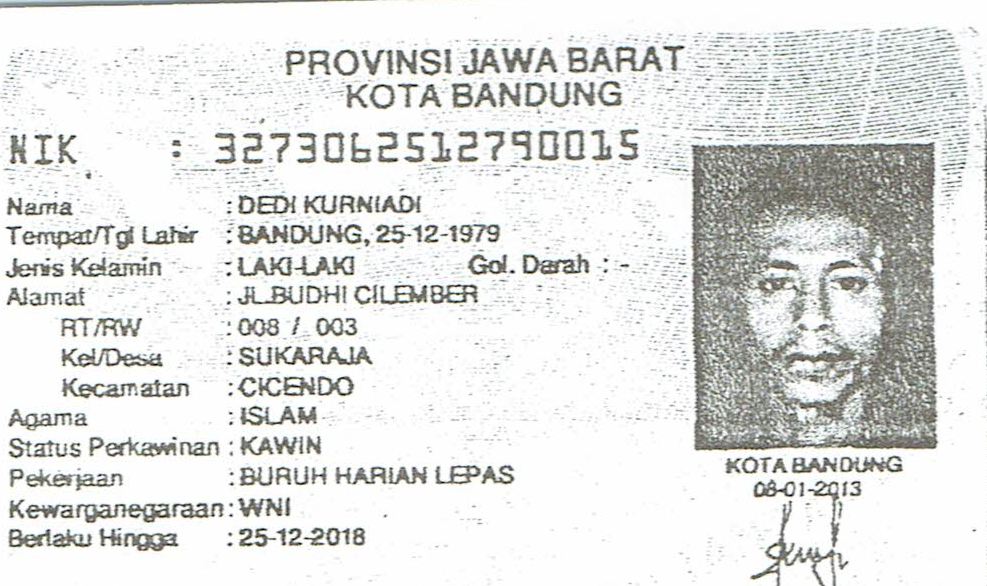 PROVINSI JAWA BARAT
KOTA BANDUNG
NIK : 3273062512790015
Nama : DEDI KURNIADI
Tempat/Tgl Lahir : BANDUNG, 25-12-1979
Jenis Kelamin : LAKI-LAKI Gol. Darah : -
Alamat : JL.BUDHI CILEMBER
RT/RW : 008 / 003
Kel/Desa : SUKARAJA
Kecamatan : CICENDO
Agama : ISLAM
Status Perkawinan : KAWIN
Pekerjaan : BURUH HARIAN LEPAS
Kewarganegaraan : WNI
Berlaku Hingga : 25-12-2018
KOTA BANDUNG
08-01-2013